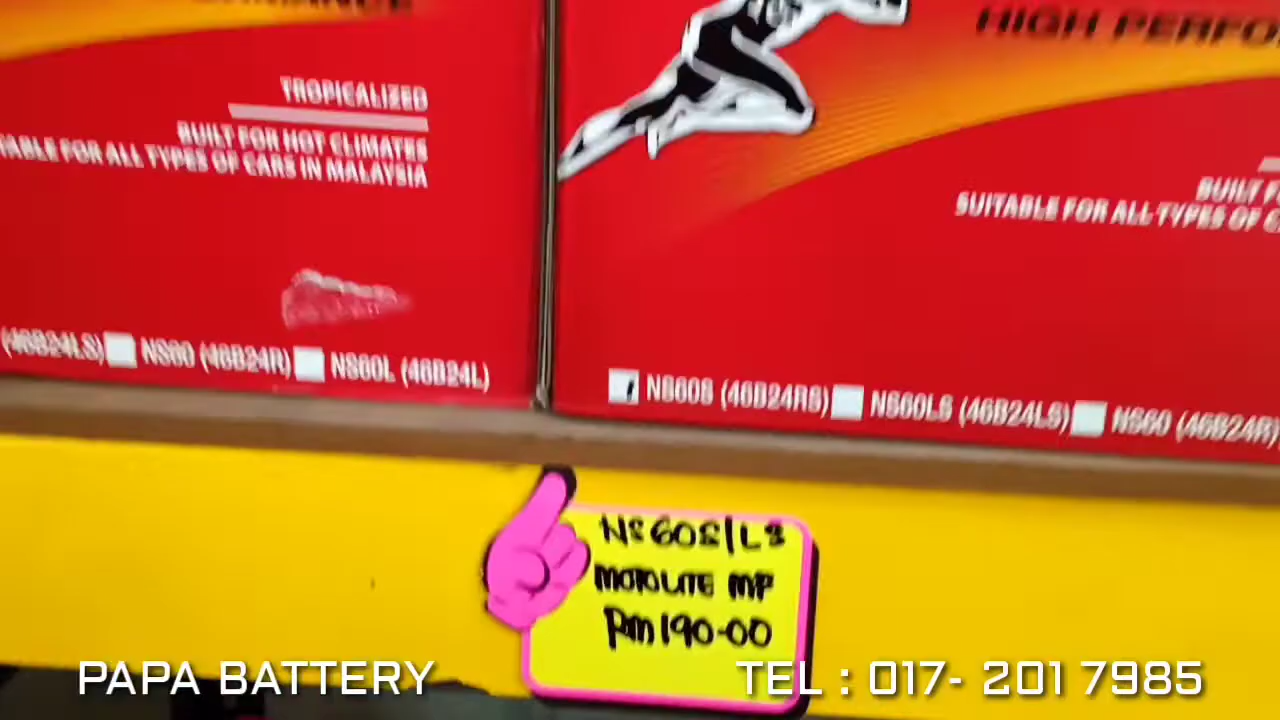 TROPICALIZED
BUILT FOR HOT CLIMATES
ABLE FOR ALL TYPES OF CARS IN MALAYSIA
(46B24LS) NS60 (46B24R) NS60L (46B24L)
HIGH PERFO
BUILT F
SUITABLE FOR ALL TYPES OF C
NS60S (46B24RS) NS60LS (46B24LS) NS60 (46B24R)
NS60S/LS
MOTOLITE MP
RM190-00
PAPA BATTERY
TEL : 017- 201 7985